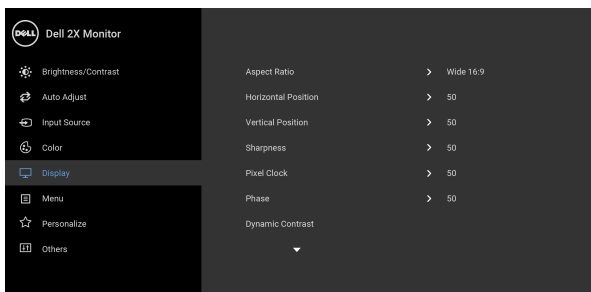 DELL Dell 2X Monitor
Brightness/Contrast
Auto Adjust
Input Source
Color
Display
Menu
Personalize
Others
Aspect Ratio Wide 16:9
Horizontal Position 50
Vertical Position 50
Sharpness 50
Pixel Clock 50
Phase 50
Dynamic Contrast